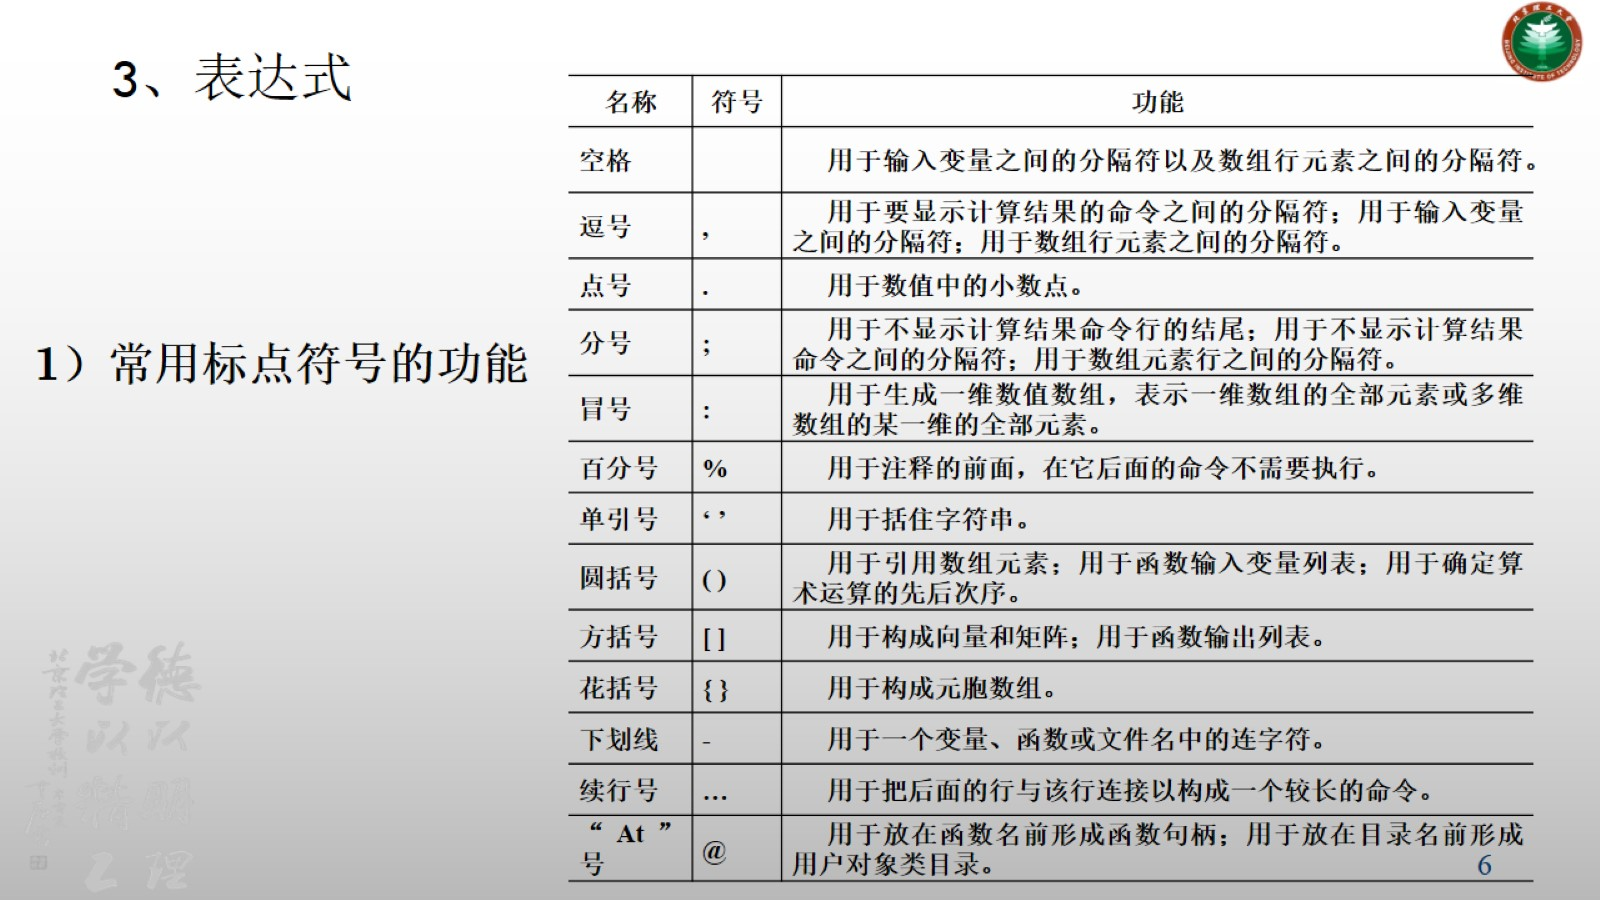 3、表达式
1）常用标点符号的功能
名称 符号 功能
空格 用于输入变量之间的分隔符以及数组行元素之间的分隔符。
逗号 , 用于要显示计算结果的命令之间的分隔符；用于输入变量
之间的分隔符；用于数组行元素之间的分隔符。
点号 . 用于数值中的小数点。
分号 ; 用于不显示计算结果命令行的结尾；用于不显示计算结果
命令之间的分隔符；用于数组元素行之间的分隔符。
冒号 : 用于生成一维数值数组，表示一维数组的全部元素或多维
数组的某一维的全部元素。
百分号 % 用于注释的前面，在它后面的命令不需要执行。
单引号 ‘ ’ 用于括住字符串。
圆括号 ( ) 用于引用数组元素；用于函数输入变量列表；用于确定算
术运算的先后次序。
方括号 [ ] 用于构成向量和矩阵；用于函数输出列表。
花括号 { } 用于构成元胞数组。
下划线 - 用于一个变量、函数或文件名中的连字符。
续行号 … 用于把后面的行与该行连接以构成一个较长的命令。
“ At ”
号 @ 用于放在函数名前形成函数句柄；用于放在目录名前形成
用户对象类目录。
6
北京理工大学
BEIJING INSTITUTE OF TECHNOLOGY
德以明理
学以精工